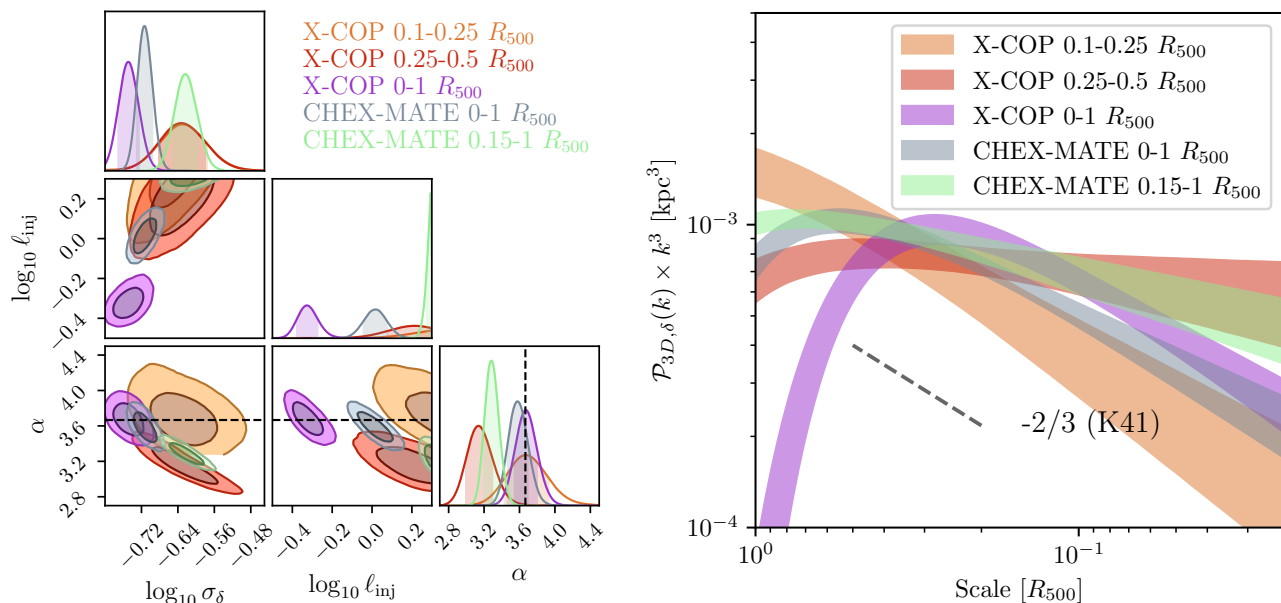 X-COP 0.1-0.25 R500
X-COP 0.25-0.5 R500
X-COP 0-1 R500
CHEX-MATE 0-1 R500
CHEX-MATE 0.15-1 R500
log10 ℓinj
0.2
0.0
−0.2
−0.4
α
4.4
4.0
3.6
3.2
2.8
−0.72
−0.64
−0.56
−0.48
log10 σδ
−0.4
0.0
0.2
log10 ℓinj
2.8
3.2
3.6
4.0
4.4
α
P3D,δ(k) × k³ [kpc³]
10⁻³
10⁻⁴
X-COP 0.1-0.25 R500
X-COP 0.25-0.5 R500
X-COP 0-1 R500
CHEX-MATE 0-1 R500
CHEX-MATE 0.15-1 R500
-2/3 (K41)
10⁰
10⁻¹
Scale [R500]